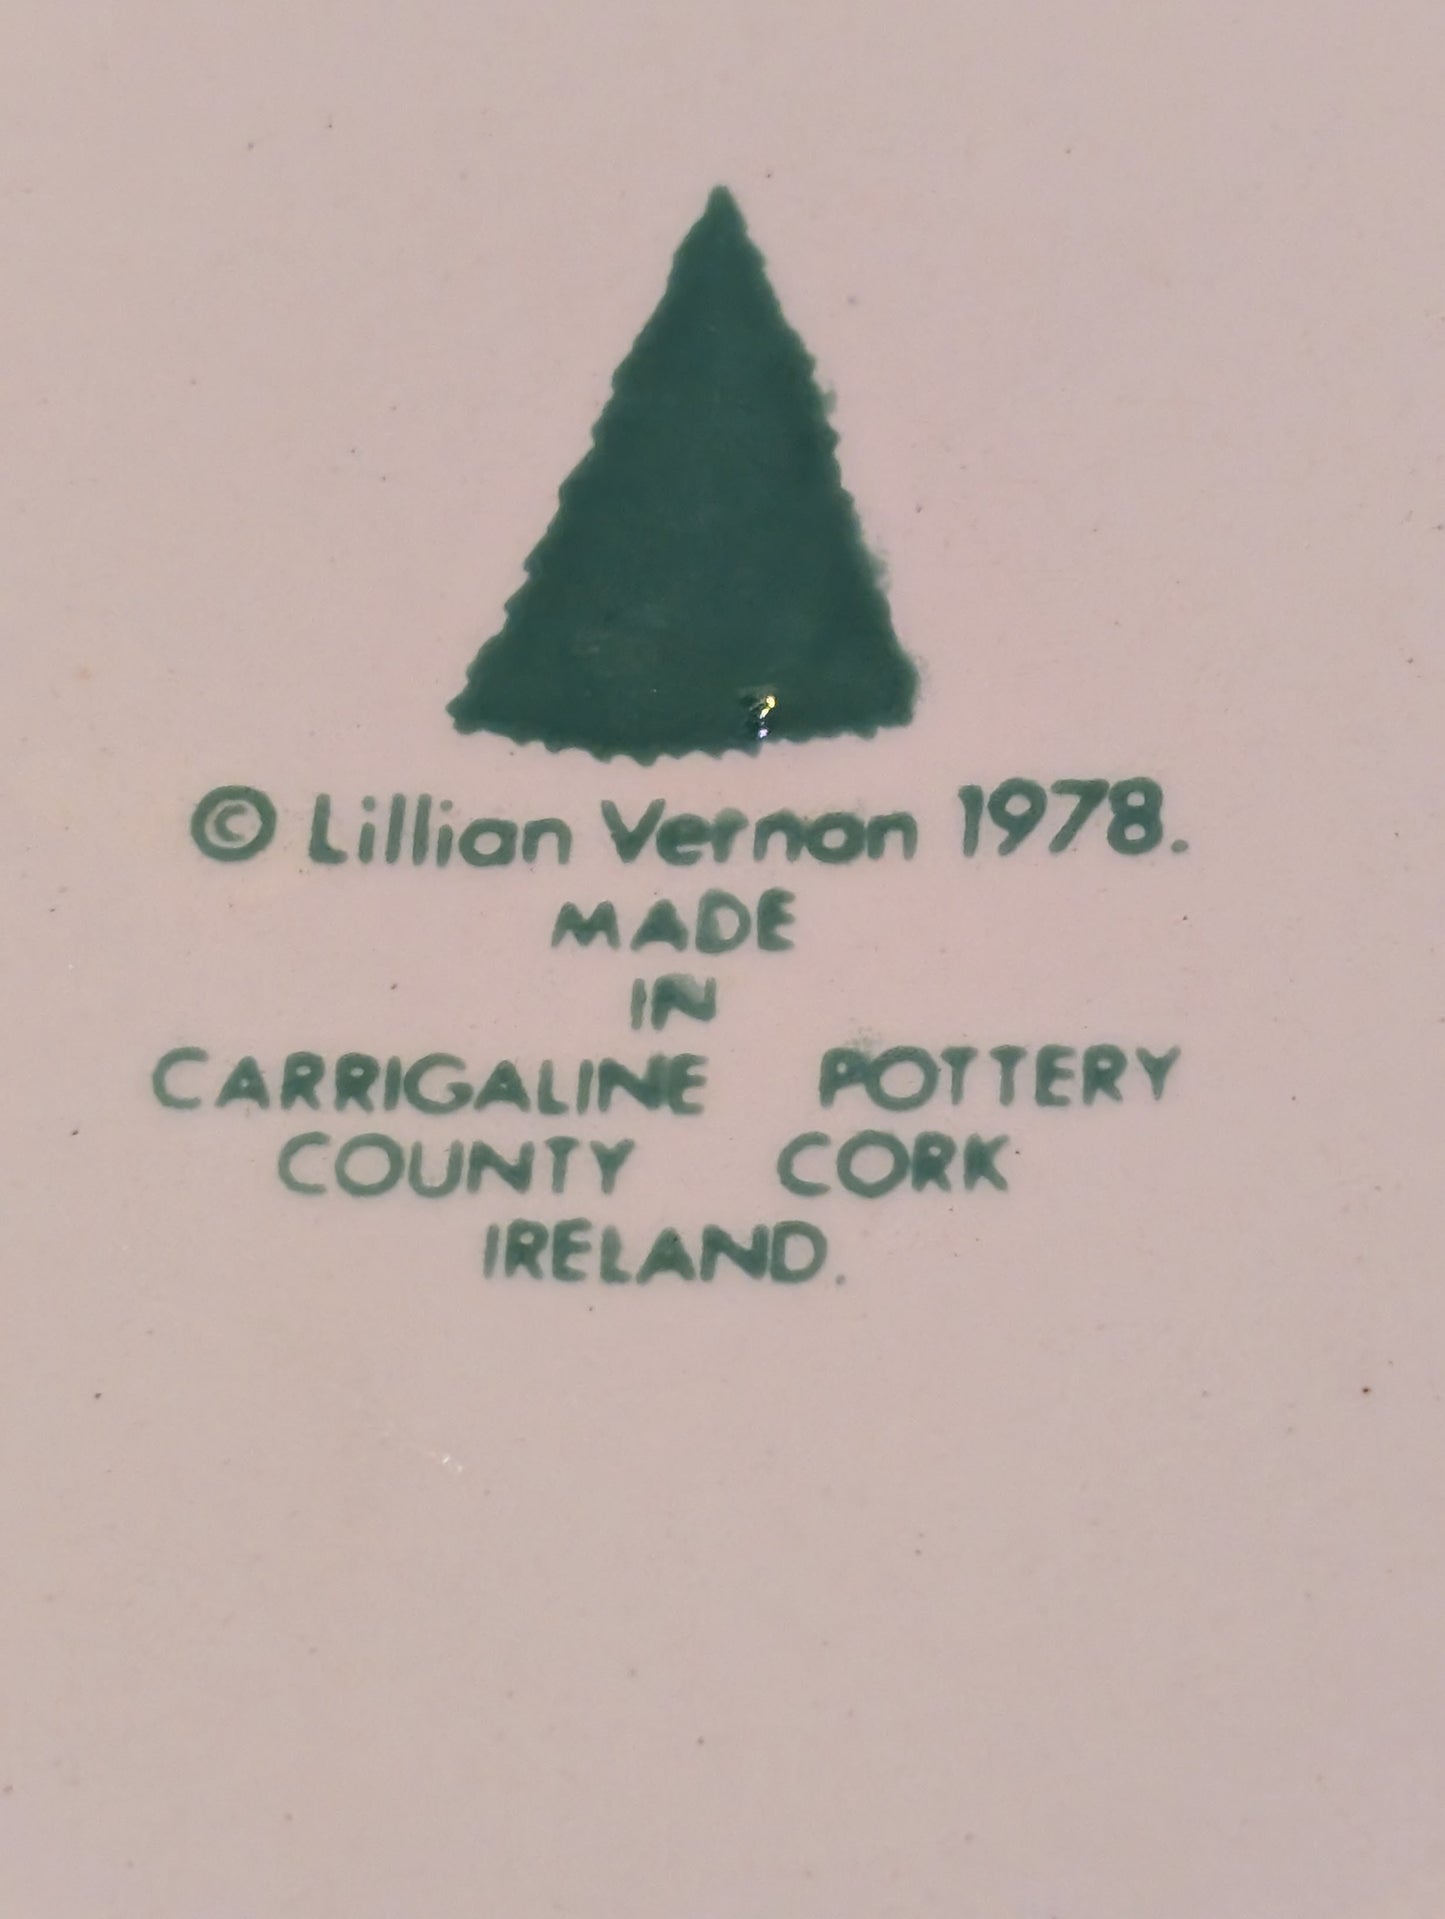 © Lillian Vernon 1978.
MADE
IN
CARRIGALINE POTTERY
COUNTY CORK
IRELAND.